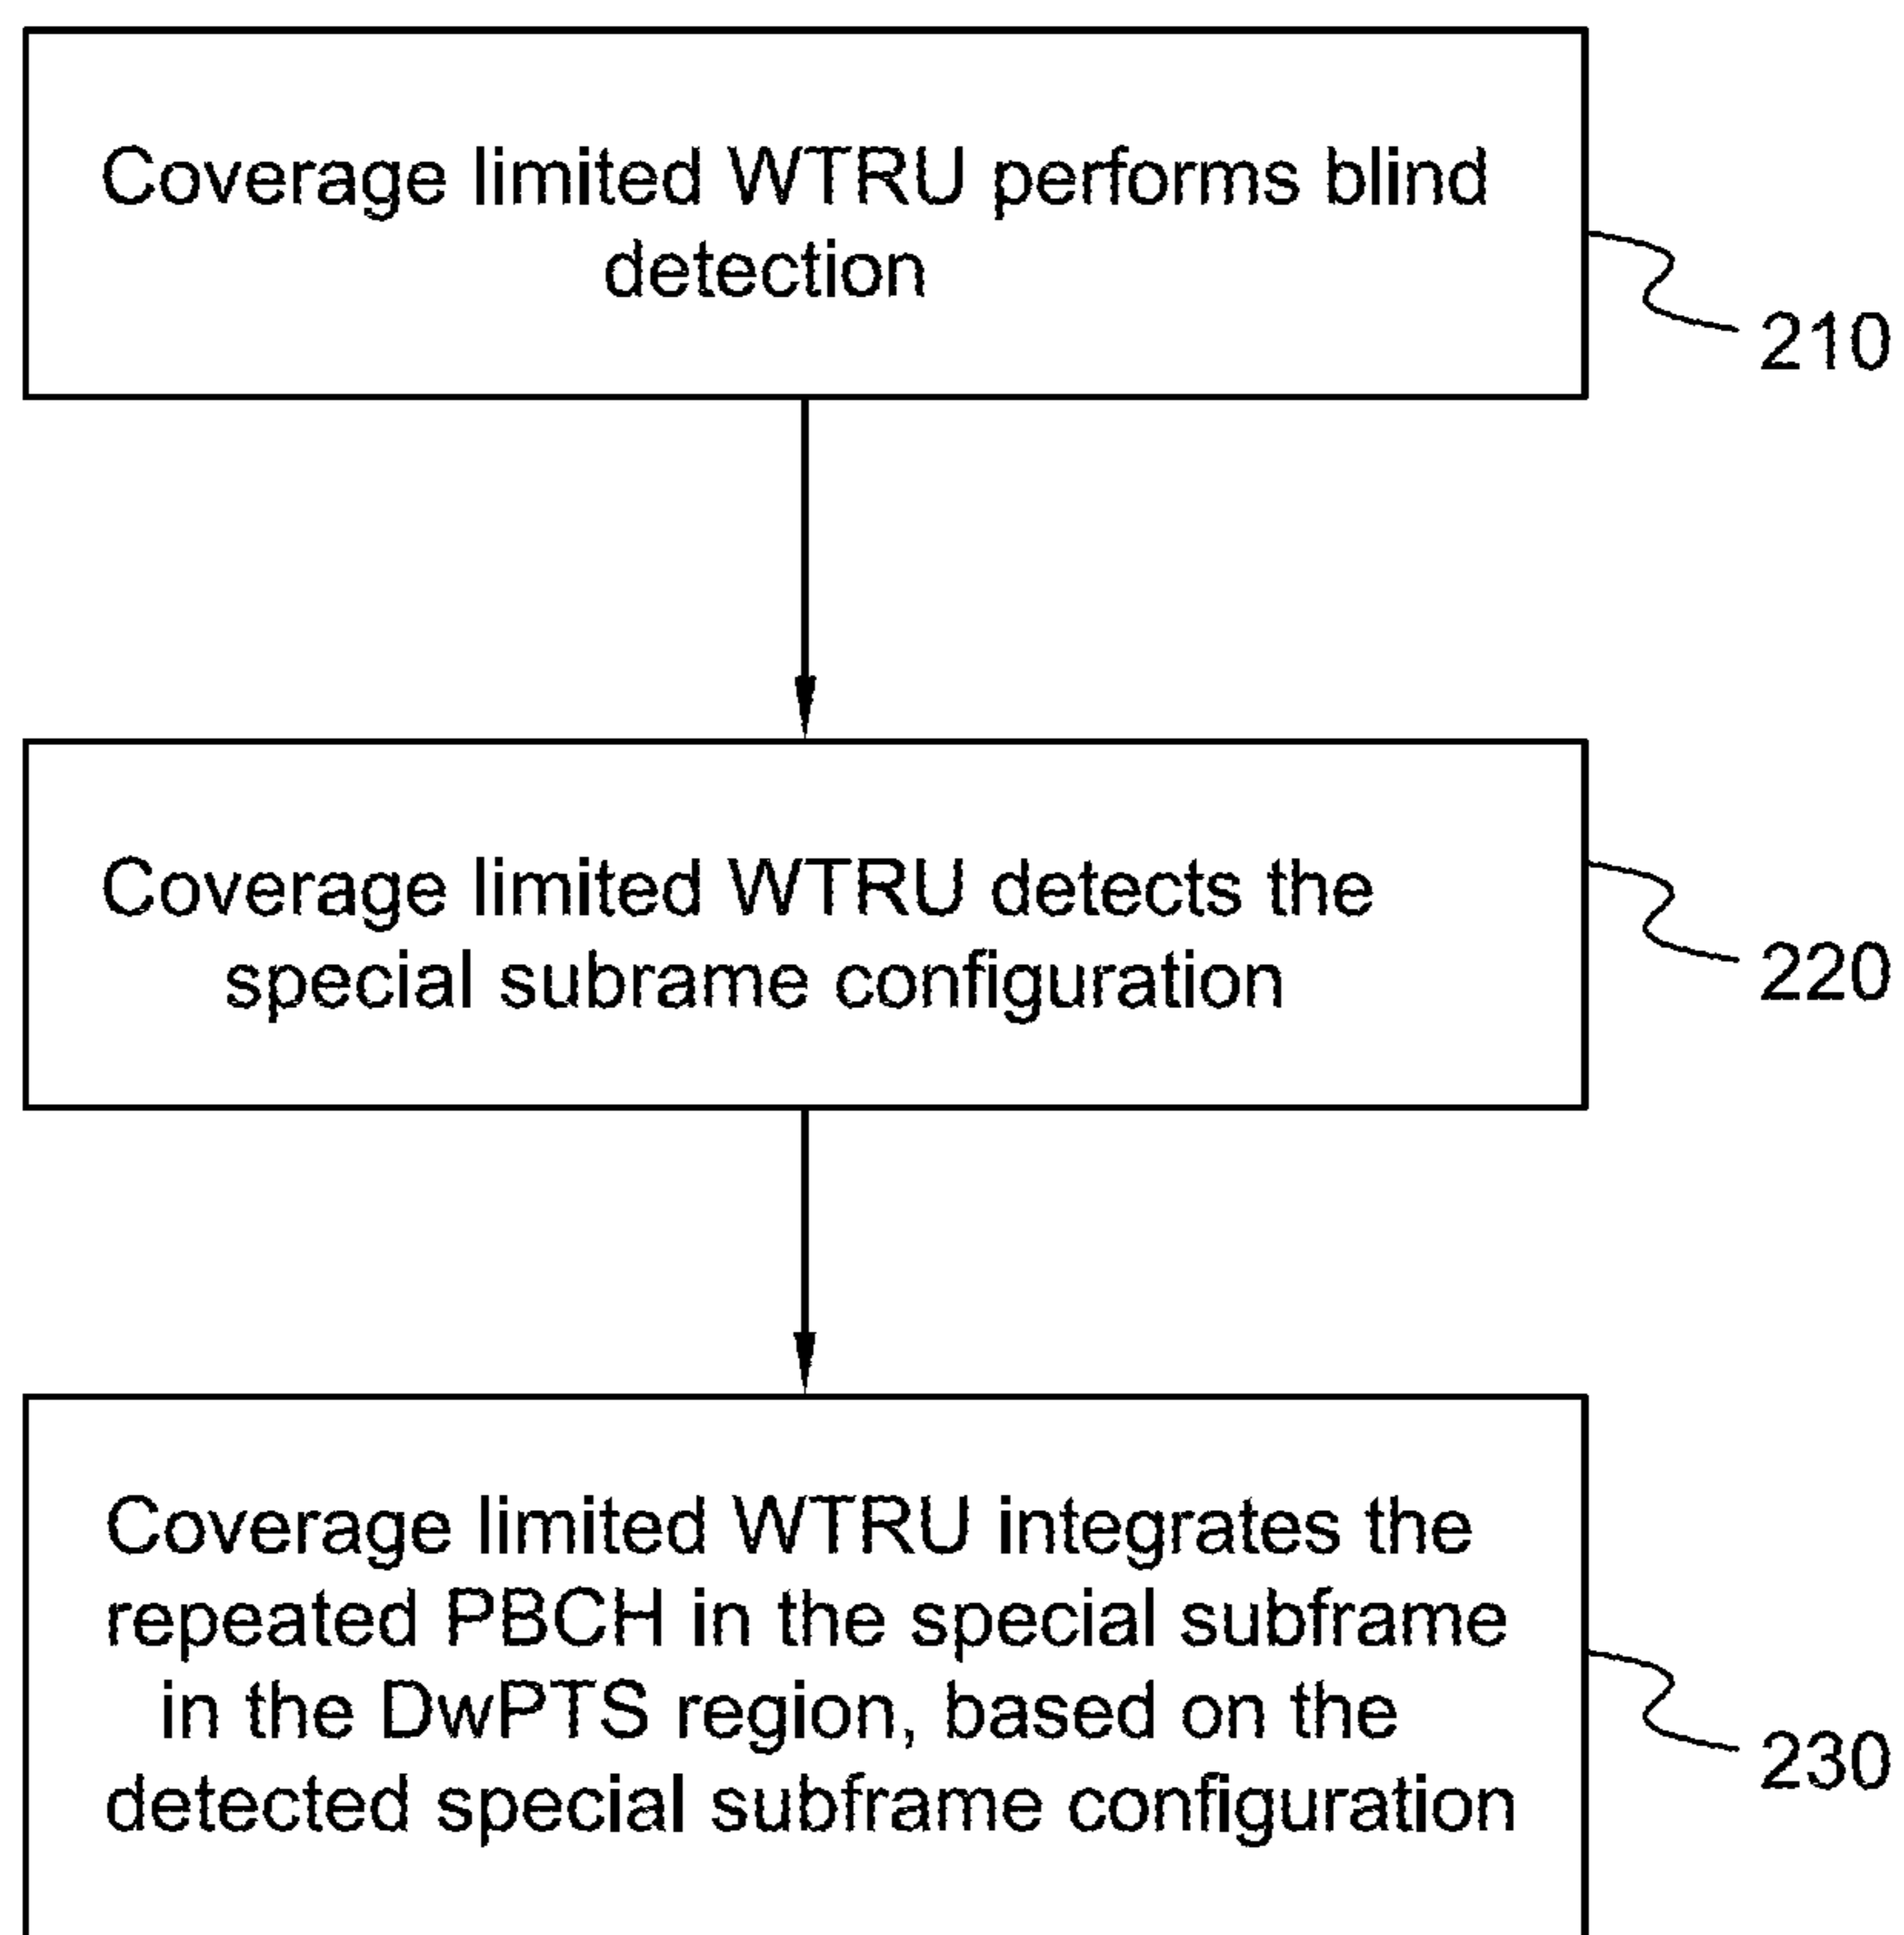 Coverage limited WTRU performs blind
detection
210
Coverage limited WTRU detects the
special subrame configuration
220
Coverage limited WTRU integrates the
repeated PBCH in the special subframe
in the DwPTS region, based on the
detected special subframe configuration
230